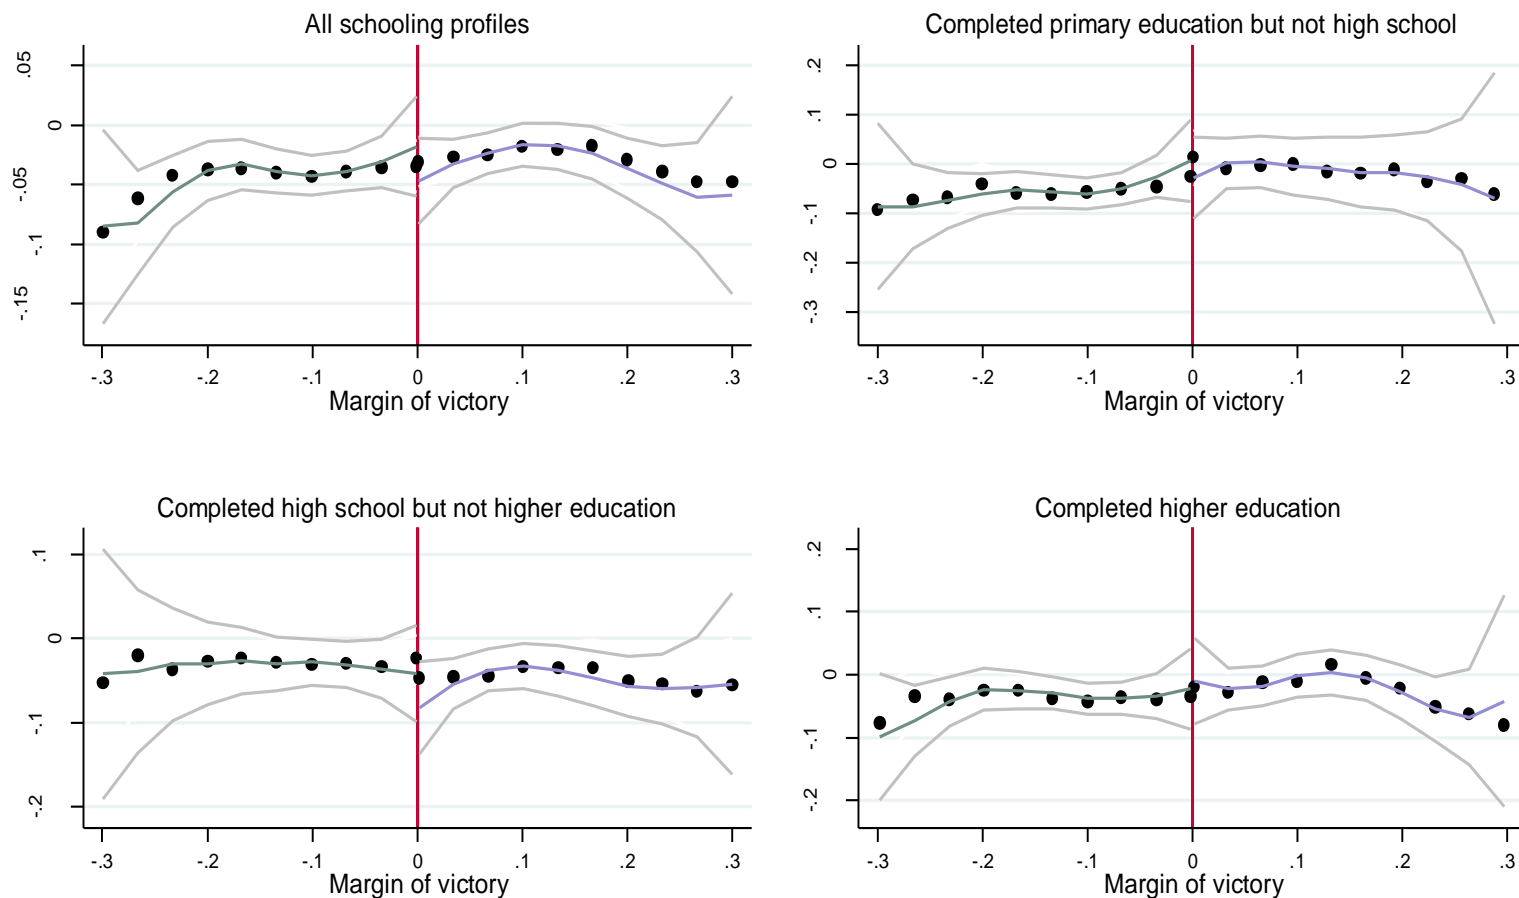 All schooling profiles
.05
0
-.05
-.1
-.15
-.3 -.2 -.1 0 .1 .2 .3
Margin of victory
Completed primary education but not high school
.2
.1
0
-.1
-.2
-.3
-.3 -.2 -.1 0 .1 .2 .3
Margin of victory
Completed high school but not higher education
.1
0
-.1
-.2
-.3 -.2 -.1 0 .1 .2 .3
Margin of victory
Completed higher education
.2
.1
0
-.1
-.2
-.3 -.2 -.1 0 .1 .2 .3
Margin of victory